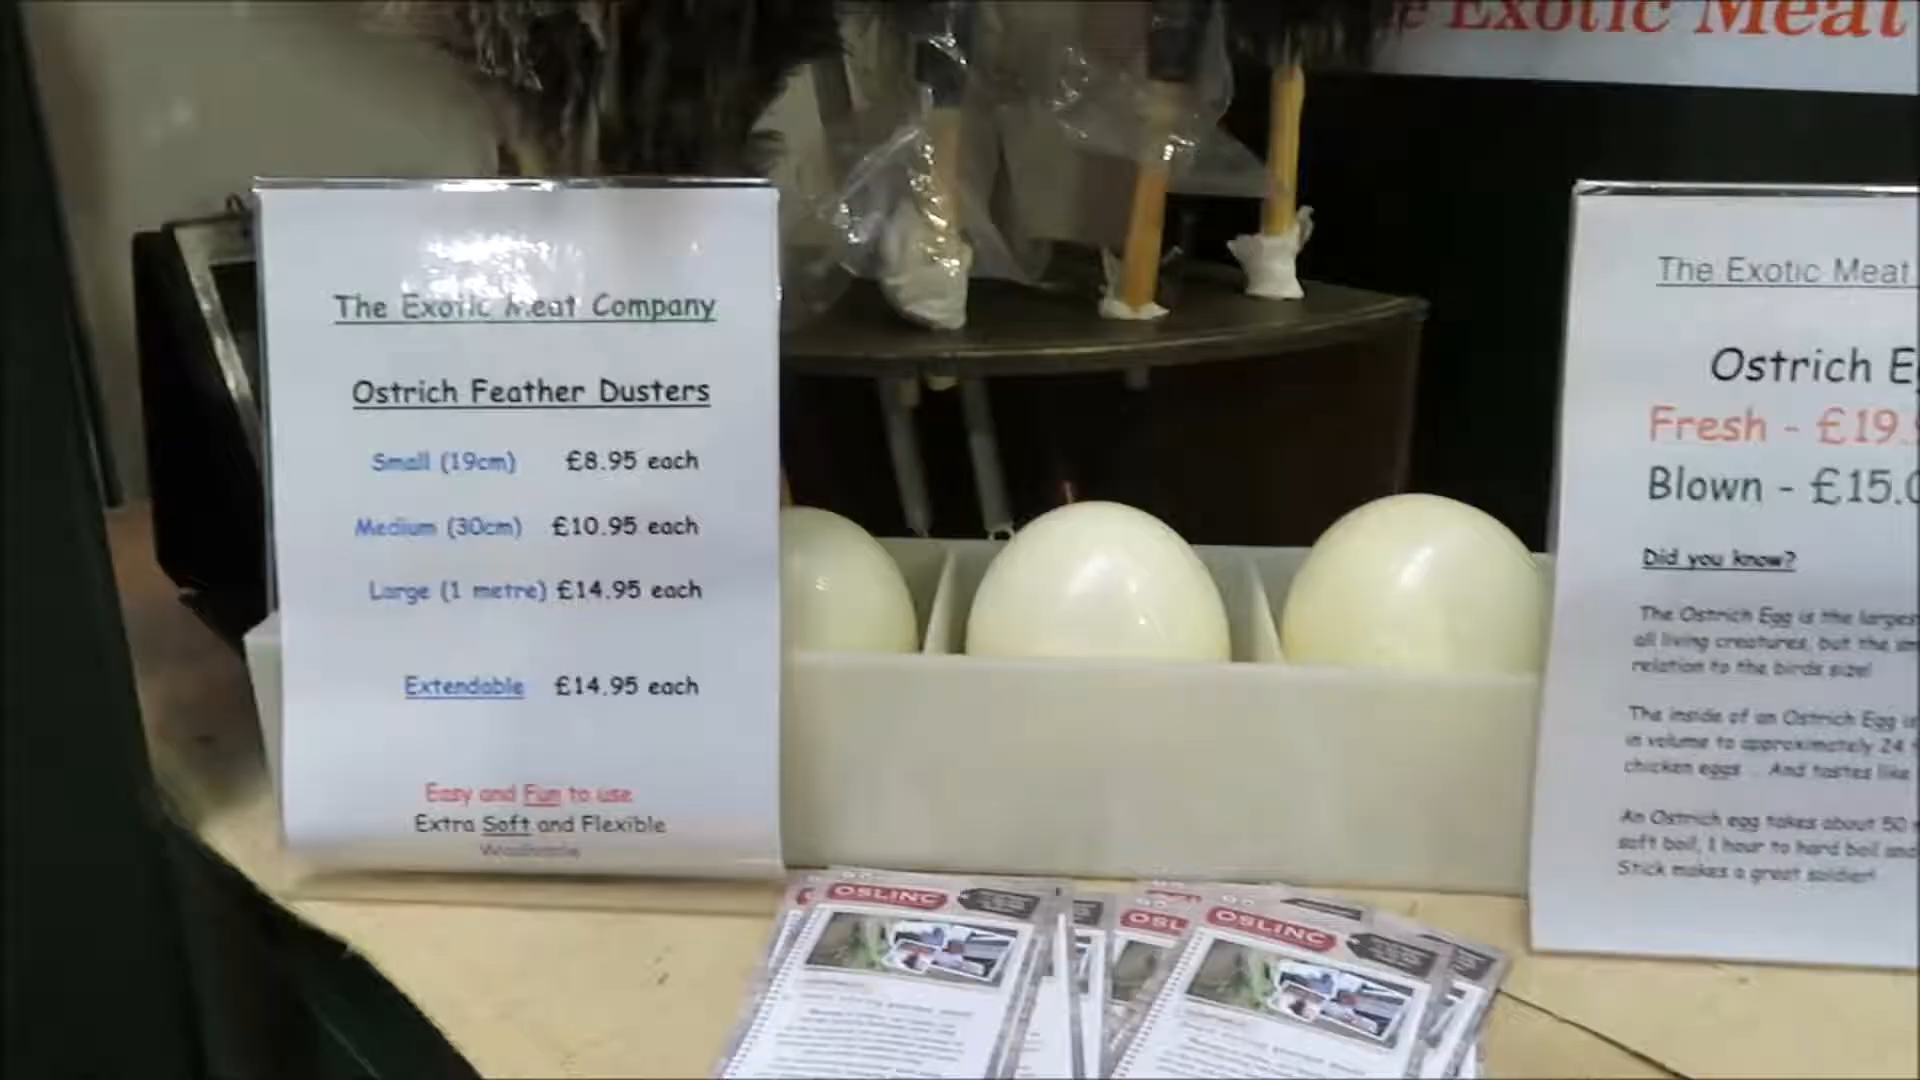 Exotic Meat
The Exotic Meat Company
Ostrich Feather Dusters
Small (19cm) £8.95 each
Medium (30cm) £10.95 each
Large (1 metre) £14.95 each
Extendable £14.95 each
Easy and Fun to use
Extra Soft and Flexible
Washable
The Exotic Meat
Ostrich
Fresh - £19.
Blown - £15.
Did you know?
The Ostrich Egg is the largest
all living creatures, but the
relation to the birds size!
The inside of an Ostrich Egg is
in volume to approximately 24
chicken eggs .. And tastes like
An Ostrich egg takes about 50
soft boil, 1 hour to hard boil and
Stick makes a great soldier!
OSLINC
OSL
OSLINC